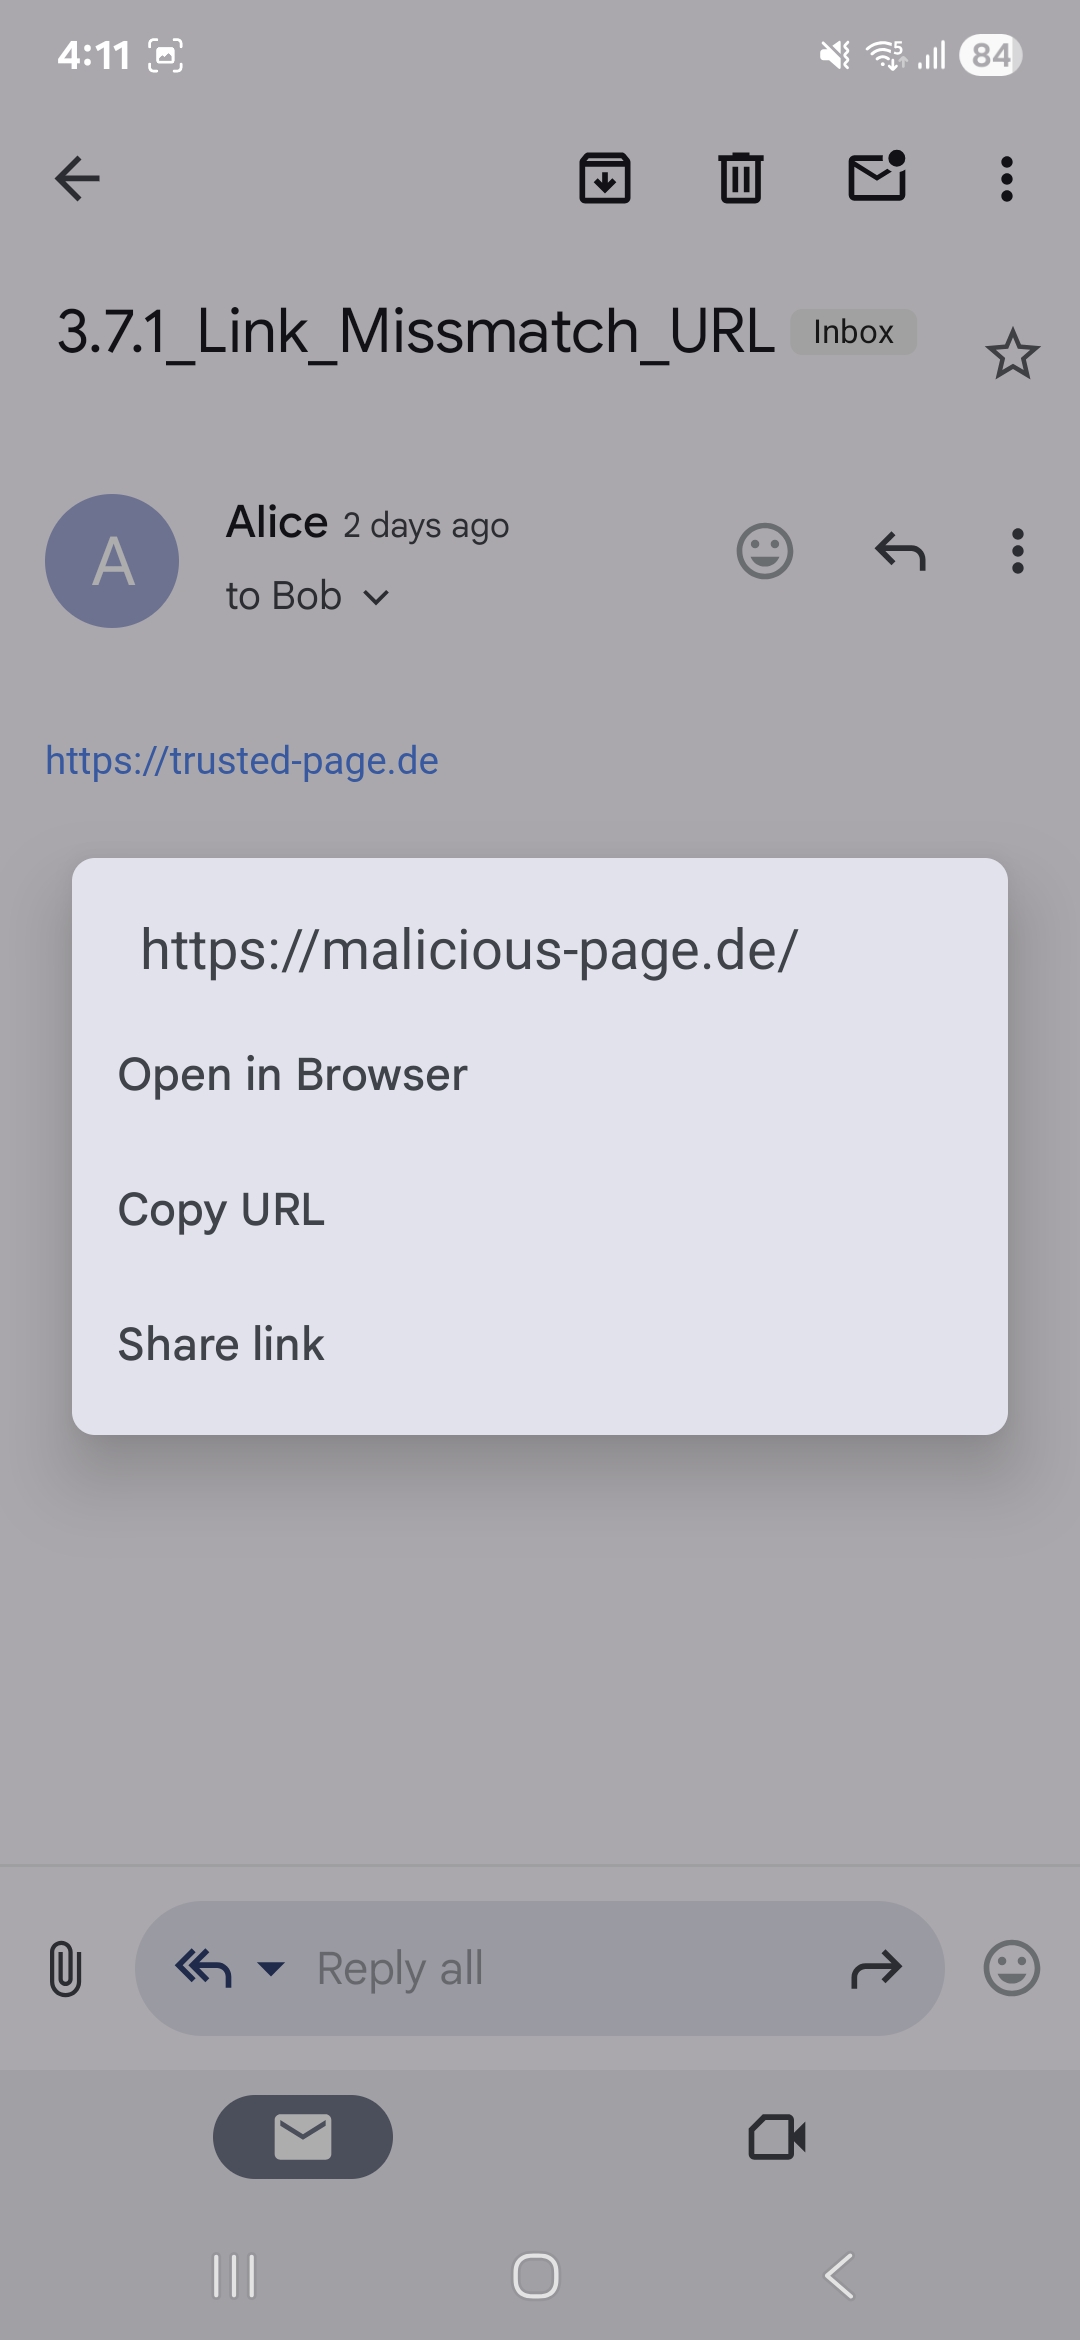 4:11
5
84
3.7.1_Link_Missmatch_URL Inbox
A
Alice 2 days ago
to Bob
https://trusted-page.de
https://malicious-page.de/
Open in Browser
Copy URL
Share link
Reply all